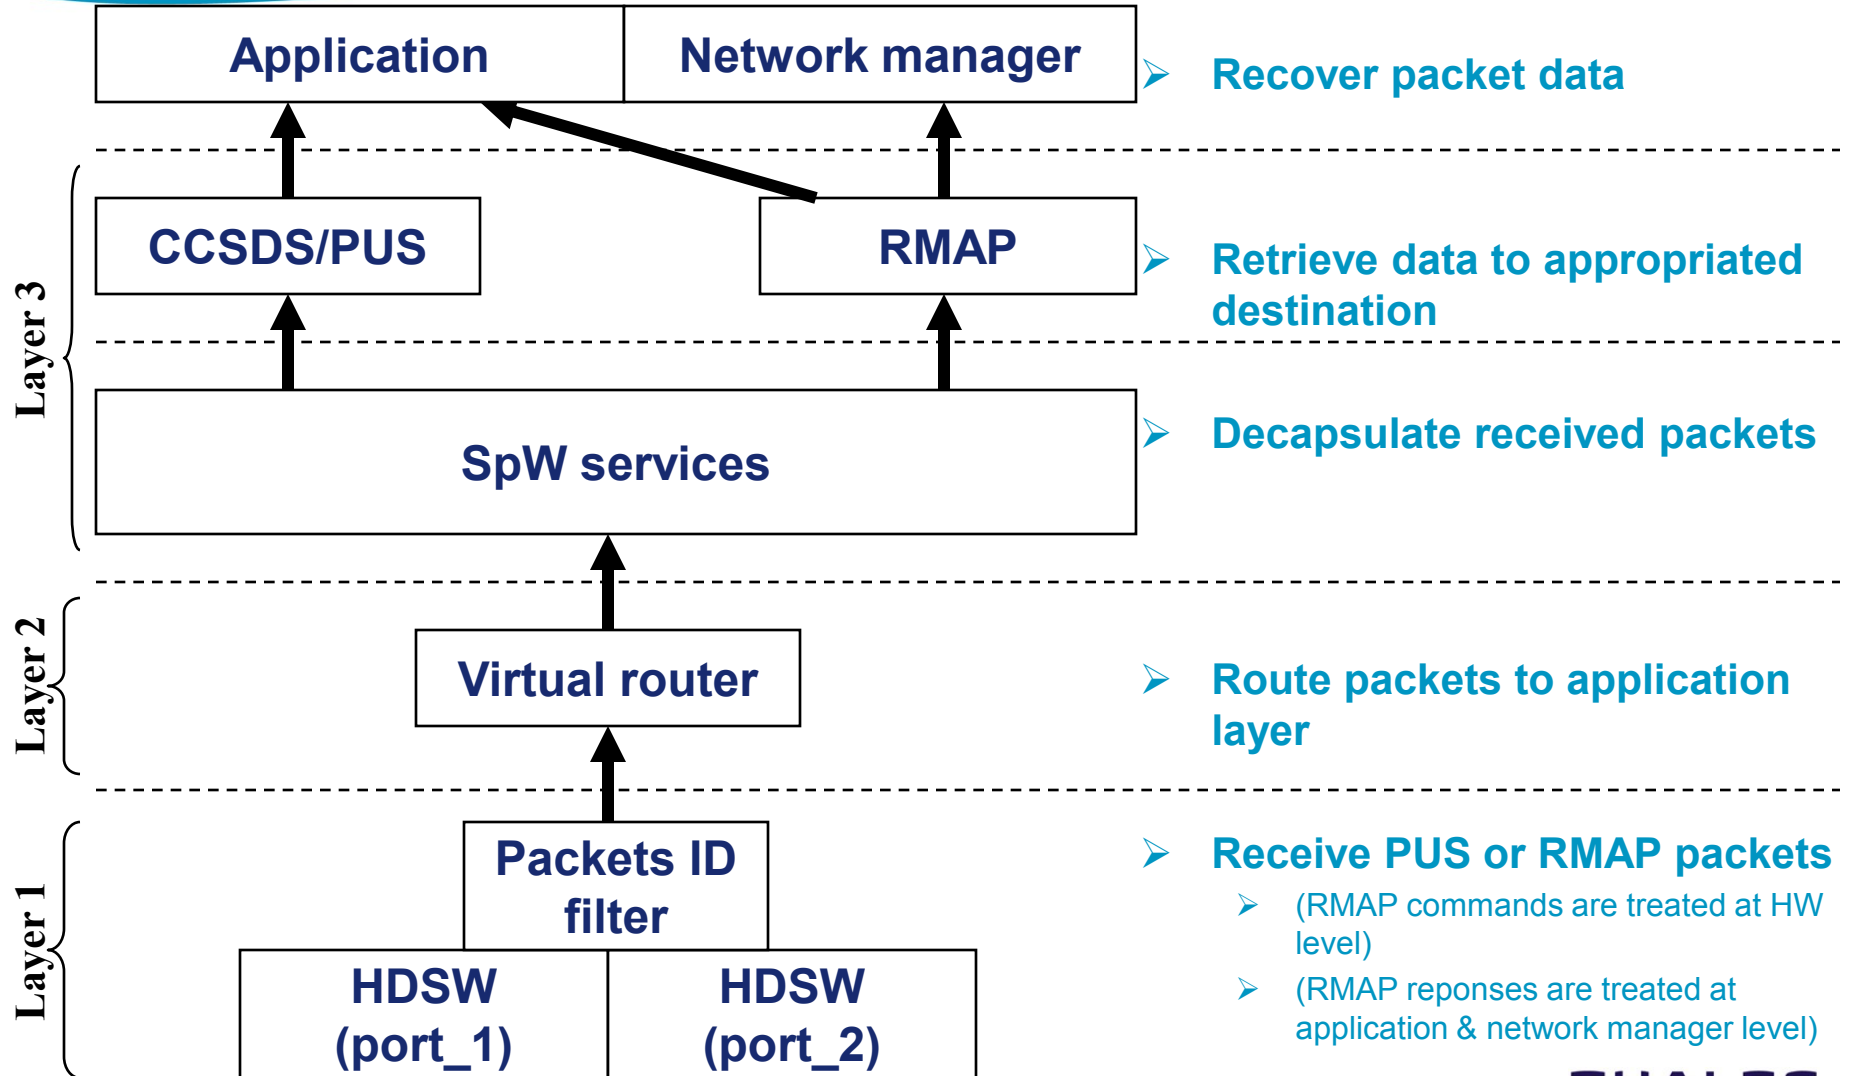 Application
Network manager
Recover packet data
CCSDS/PUS
RMAP
Retrieve data to appropriated
destination
Layer 3
SpW services
Decapsulate received packets
Layer 2
Virtual router
Route packets to application
layer
Layer 1
Packets ID
filter
Receive PUS or RMAP packets
(RMAP commands are treated at HW
level)
(RMAP reponses are treated at
application & network manager level)
HDSW
(port_1)
HDSW
(port_2)